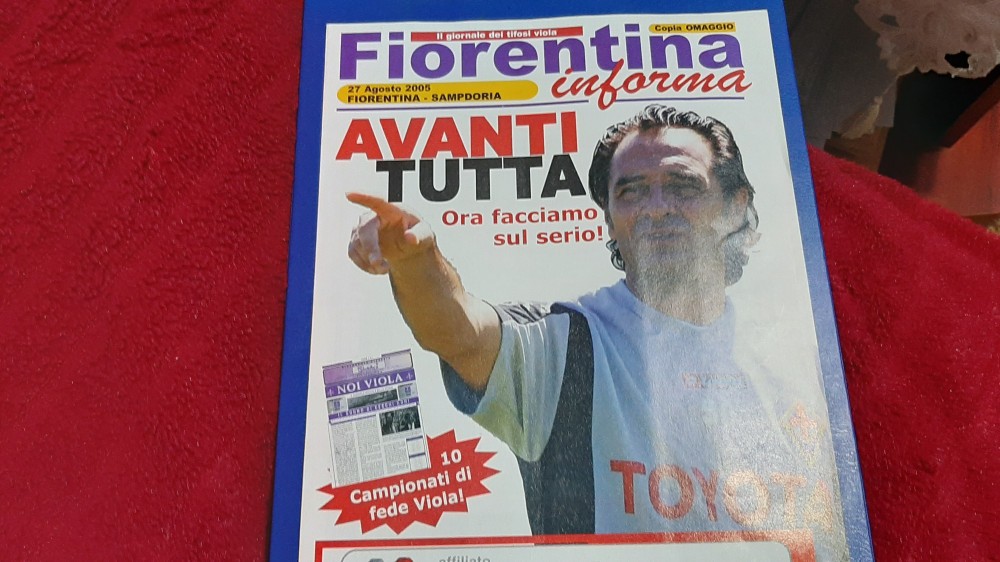 Il giornale dei tifosi viola
Copia OMAGGIO
Fiorentina
informa
27 Agosto 2005
FIORENTINA - SAMPDORIA
AVANTI
TUTTA
Ora facciamo
sul serio!
NOI VIOLA
10
Campionati di
fede Viola!
TOYOTA
affiliato